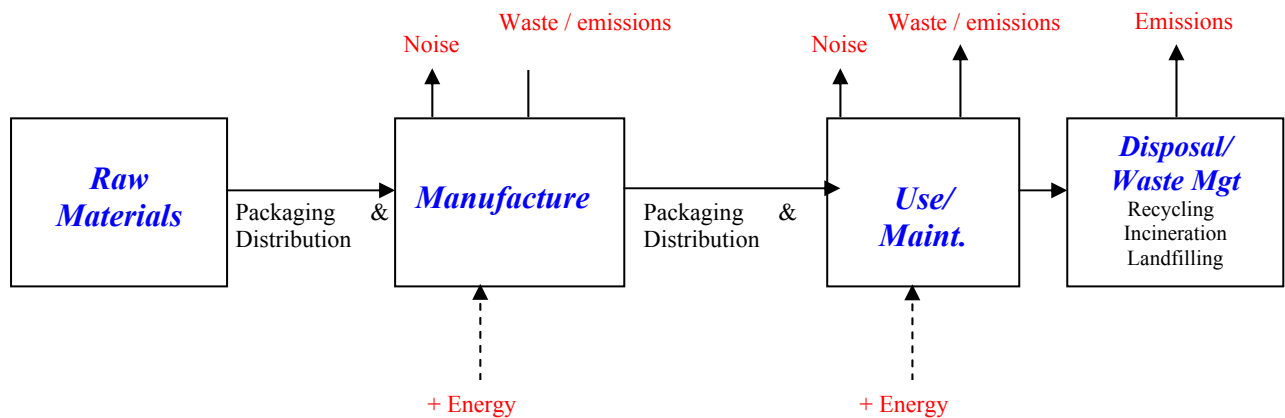 Noise
Waste / emissions
Noise
Waste / emissions
Emissions
Raw
Materials
Packaging &
Distribution
Manufacture
Packaging &
Distribution
Use/
Maint.
Disposal/
Waste Mgt
Recycling
Incineration
Landfilling
+ Energy
+ Energy